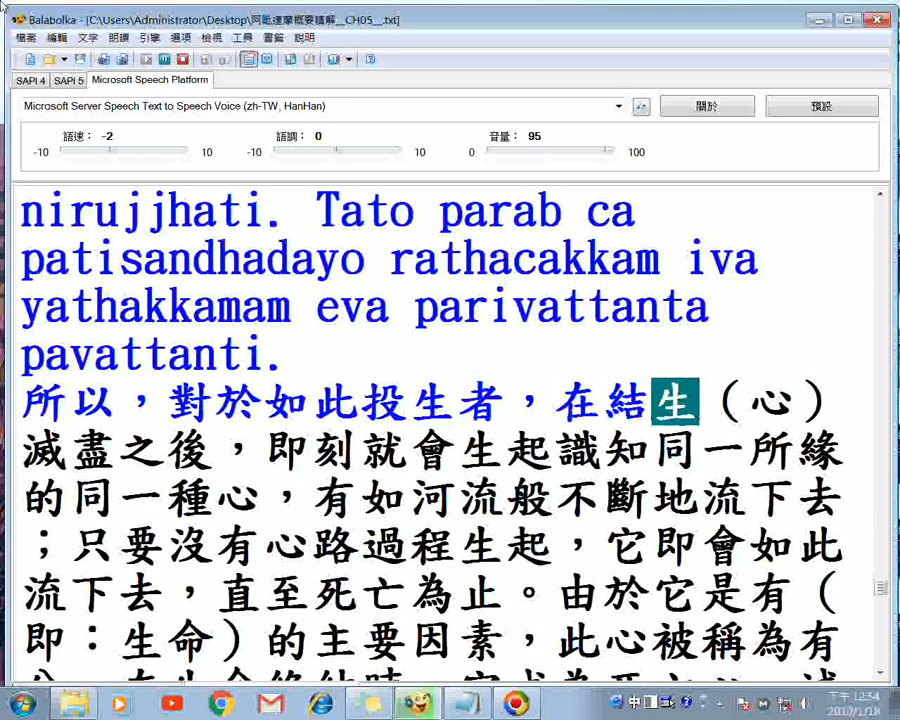 Balabolka - [C:\Users\Administrator\Desktop\阿毗達摩概要精解__CH05__.txt]
檔案 編輯 文字 朗讀 引擎 選項 檢視 工具 書籤 說明
SAPI 4 SAPI 5 Microsoft Speech Platform
Microsoft Server Speech Text to Speech Voice (zh-TW, HanHan) 關於 預設
語速： -2 語調： 0 音量： 95
-10 10 -10 10 0 100
nirujjhati. Tato parab ca
patisandhadayo rathacakkam iva
yathakkamam eva parivattanta
pavattanti.
所以，對於如此投生者，在結生（心）
滅盡之後，即刻就會生起識知同一所緣
的同一種心，有如河流般不斷地流下去
；只要沒有心路過程生起，它即會如此
流下去，直至死亡為止。由於它是有（
即：生命）的主要因素，此心被稱為有
中
下午 12:54